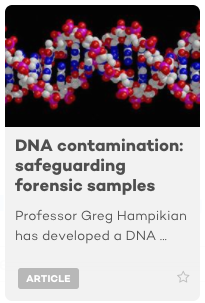 DNA contamination:
safeguarding
forensic samples
Professor Greg Hampikian
has developed a DNA ...
ARTICLE